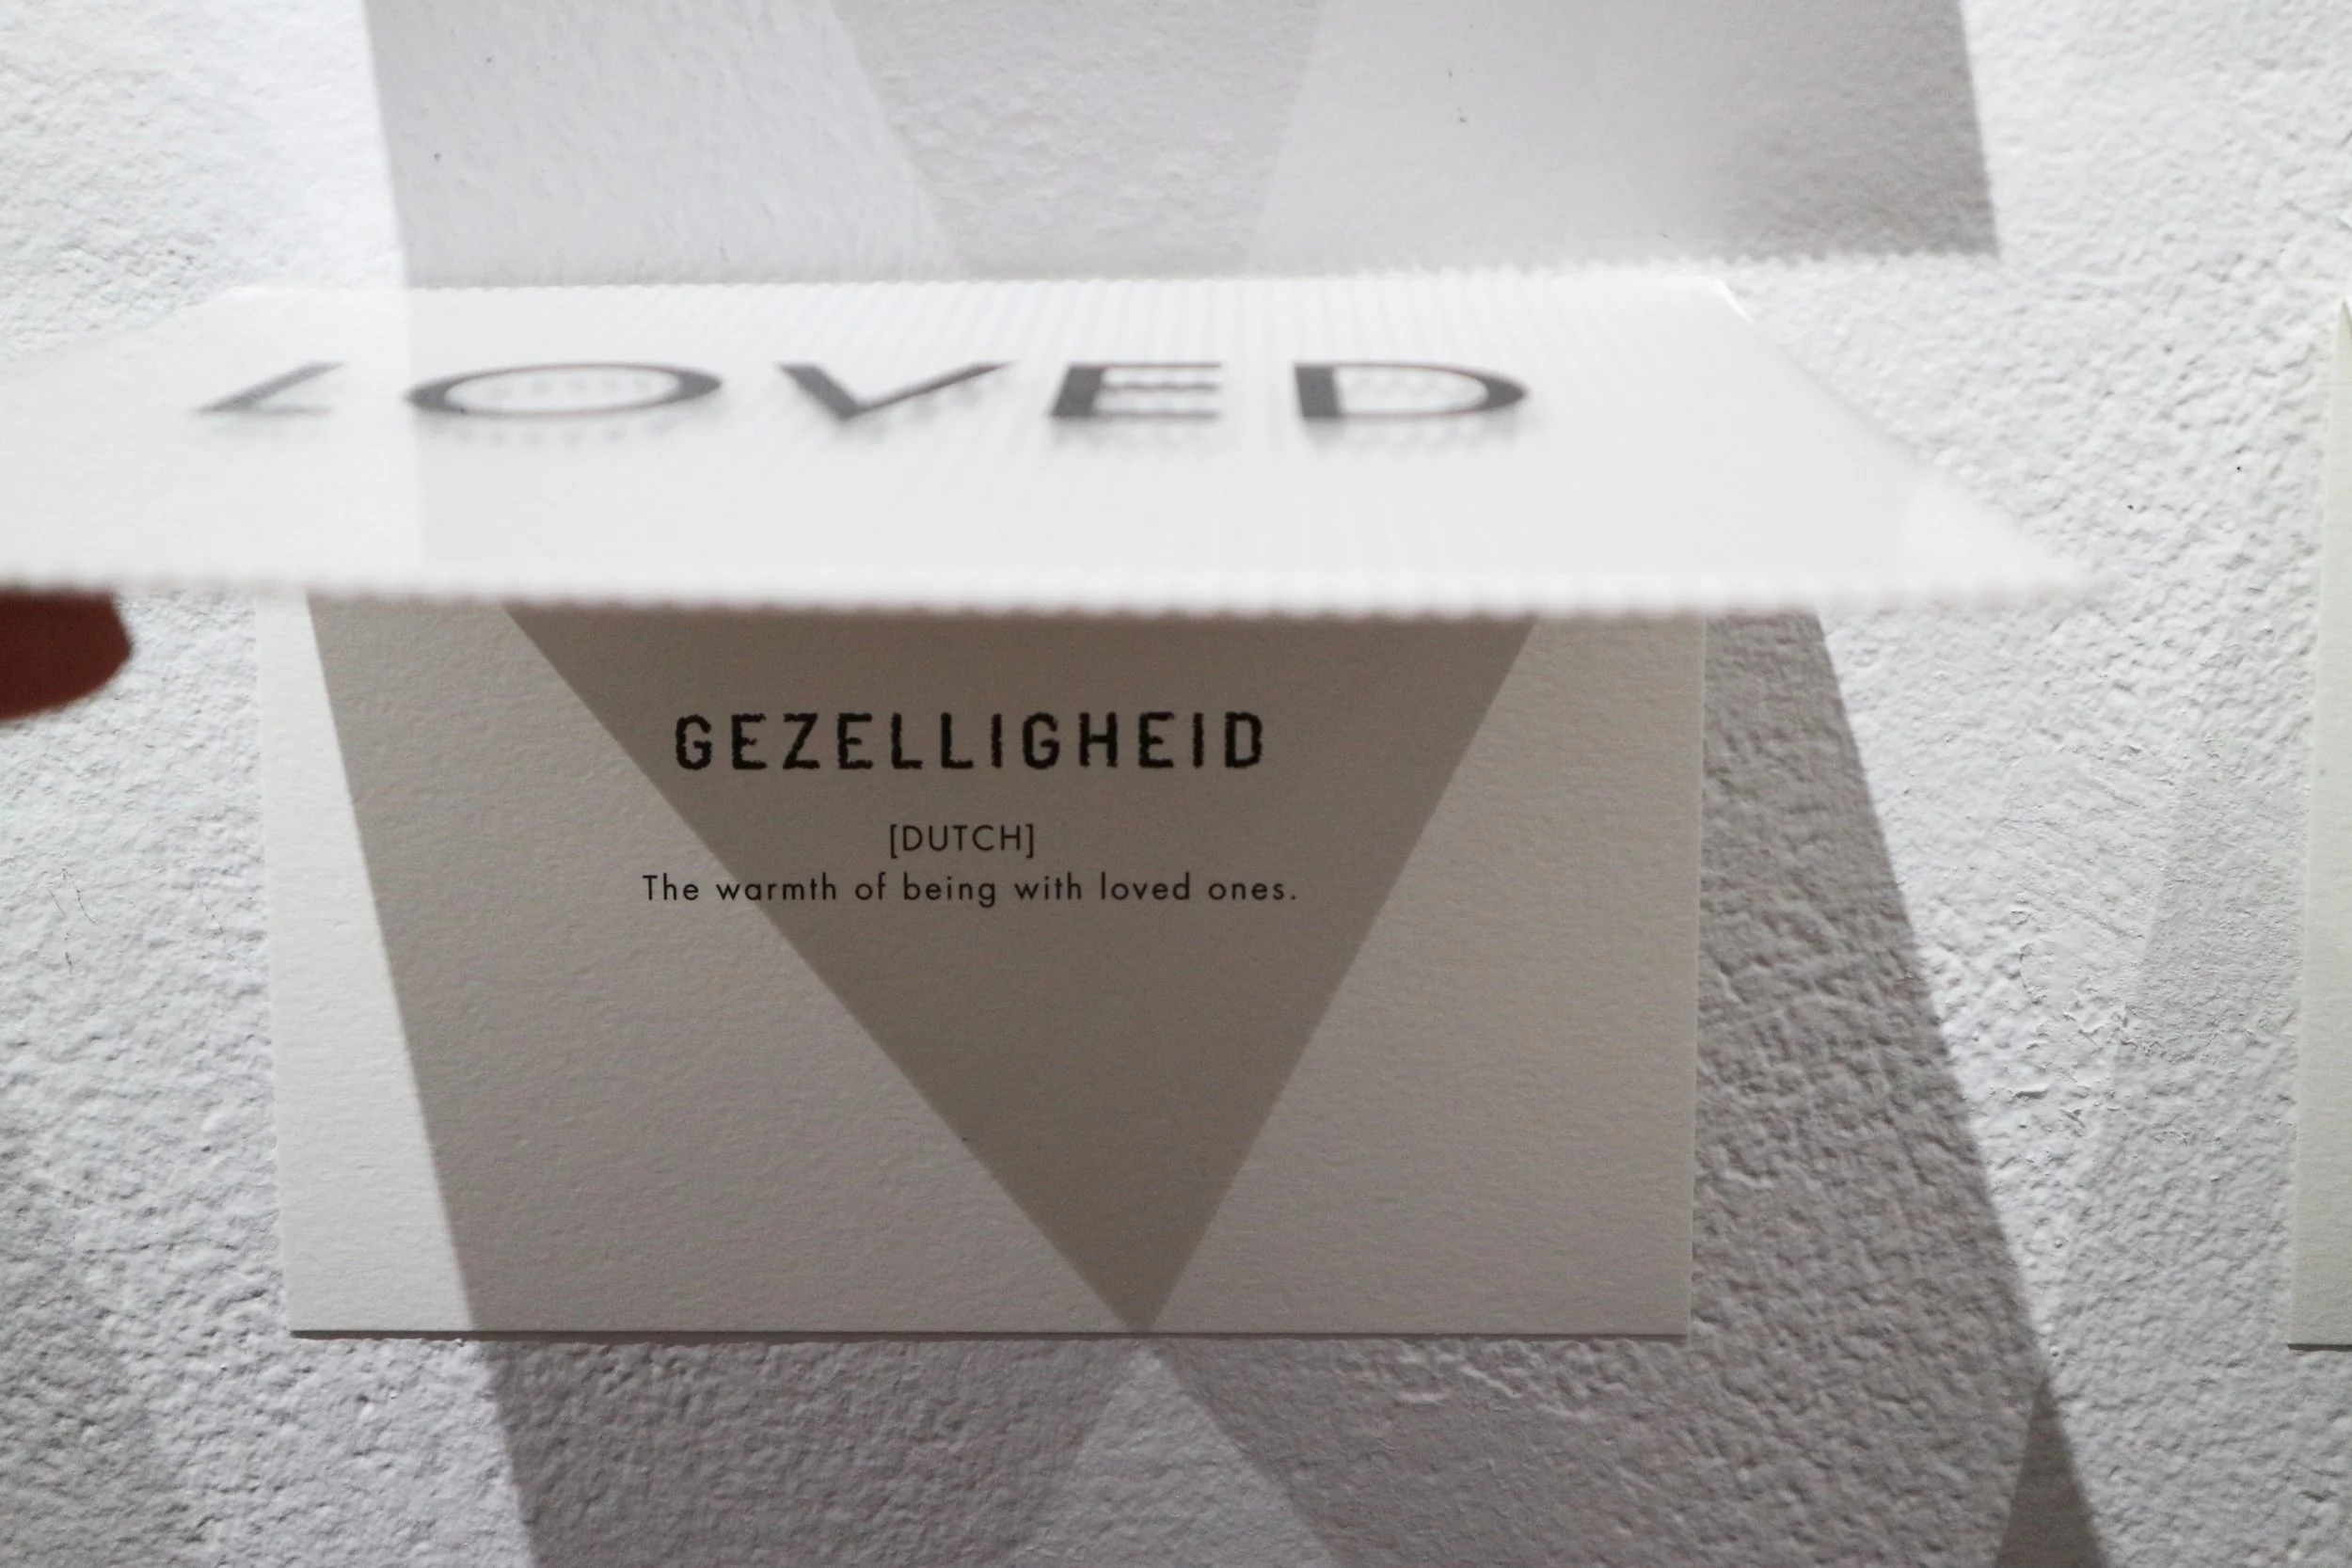 LOVED
GEZELLIGHEID
[DUTCH]
The warmth of being with loved ones.